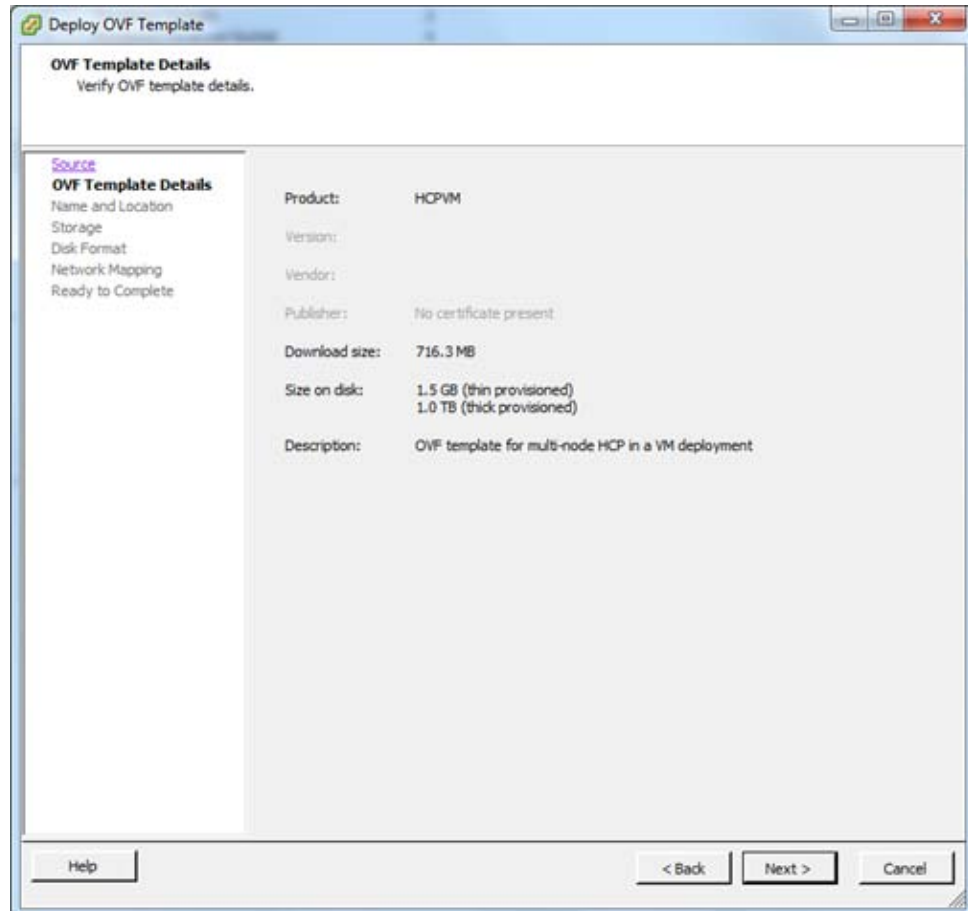 Deploy OVF Template
OVF Template Details
Verify OVF template details.
Source
OVF Template Details
Name and Location
Storage
Disk Format
Network Mapping
Ready to Complete
Product: HCPVM
Version:
Vendor:
Publisher: No certificate present
Download size: 716.3 MB
Size on disk: 1.5 GB (thin provisioned)
1.0 TB (thick provisioned)
Description: OVF template for multi-node HCP in a VM deployment
Help
< Back
Next >
Cancel